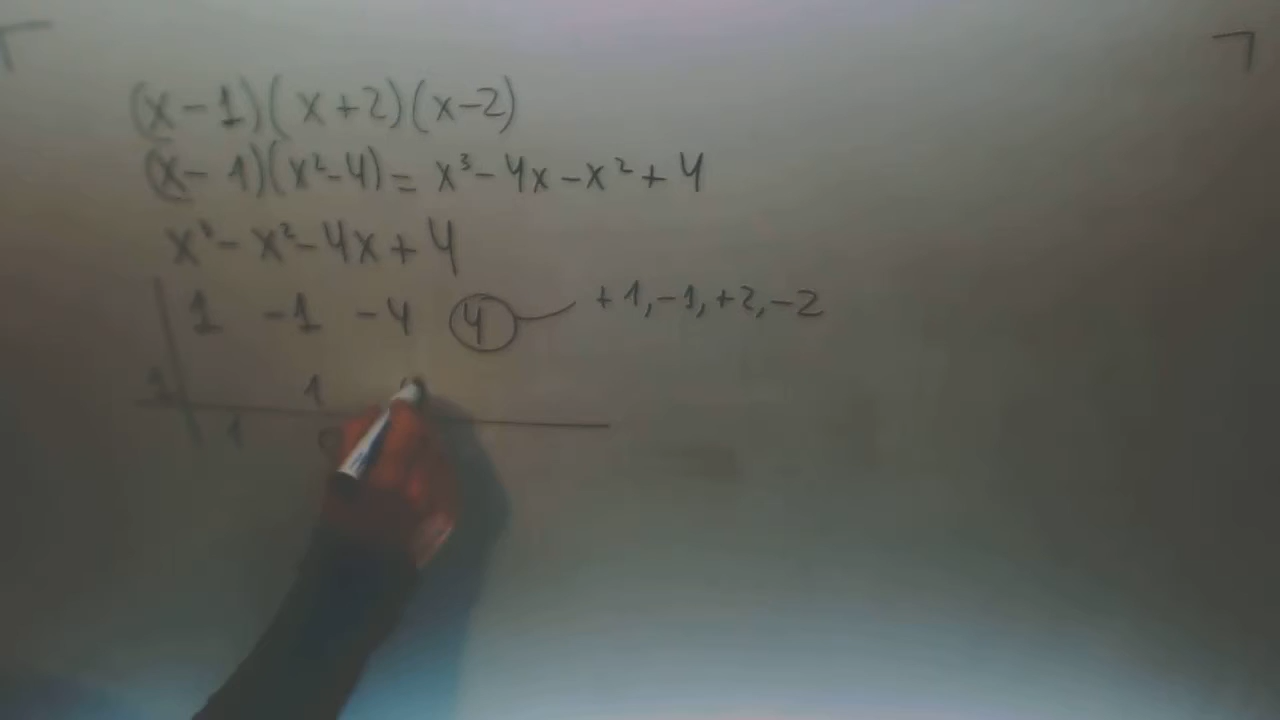 (x-1)(x+2)(x-2)
(x-1)(x²-4)=x³-4x-x²+4
x³-x²-4x+4
1 -1 -4 4 +1,-1,+2,-2
1
1